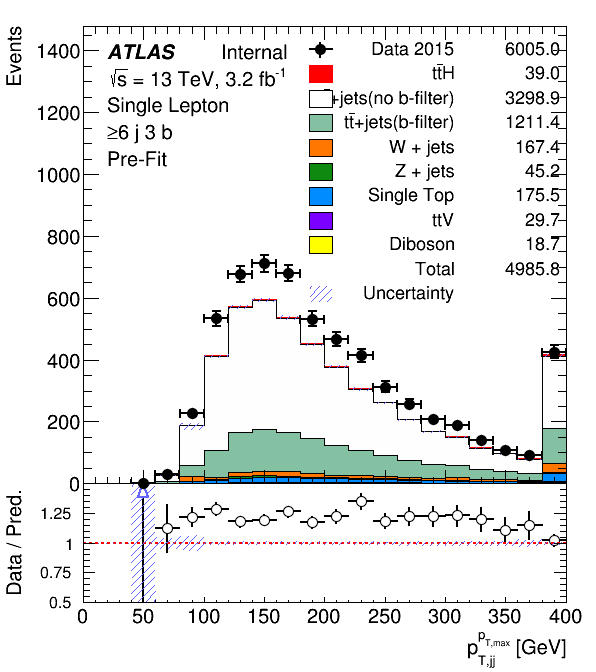 Events
1400
1200
1000
800
600
400
200
0
ATLAS Internal
√s = 13 TeV, 3.2 fb⁻¹
Single Lepton
≥6 j 3 b
Pre-Fit
Data 2015 6005.0
tt̄H 39.0
+jets(no b-filter) 3298.9
tt̄+jets(b-filter) 1211.4
W + jets 167.4
Z + jets 45.2
Single Top 175.5
ttV 29.7
Diboson 18.7
Total 4985.8
Uncertainty
Data / Pred.
1.25
1
0.75
0.5
0 50 100 150 200 250 300 350 400
p_{T,jj}^{p_{T,max}} [GeV]